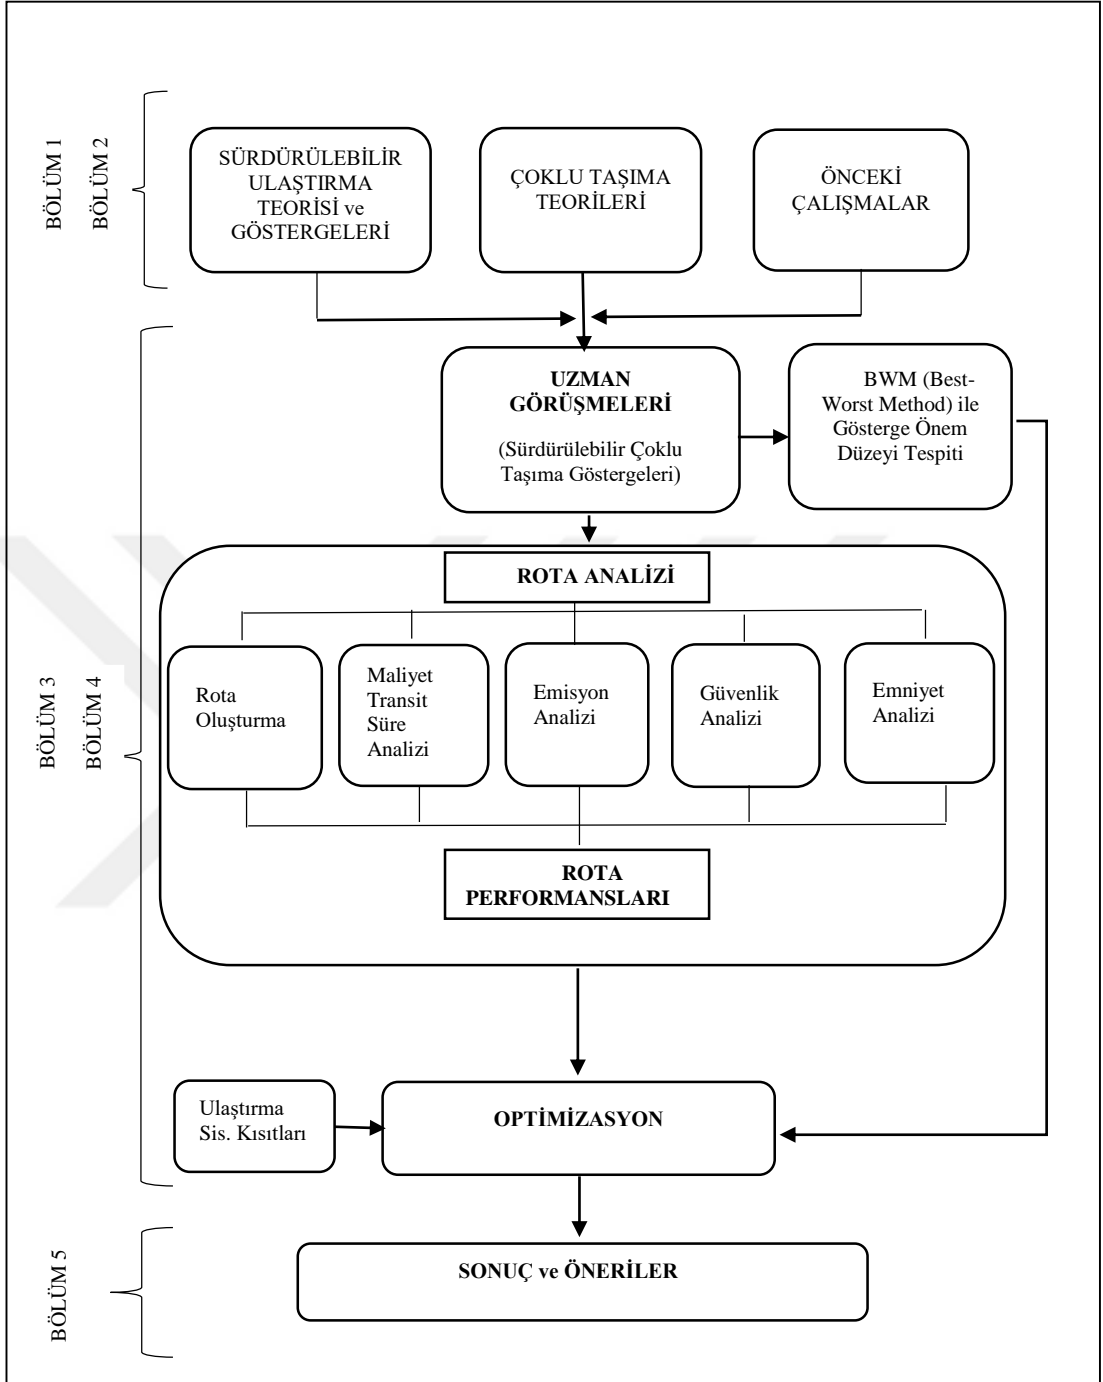 BÖLÜM 1
BÖLÜM 2
SÜRDÜRÜLEBİLİR
ULAŞTIRMA
TEORİSİ ve
GÖSTERGELERİ
ÇOKLU TAŞIMA
TEORİLERİ
ÖNCEKİ
ÇALIŞMALAR
BÖLÜM 3
BÖLÜM 4
UZMAN
GÖRÜŞMELERİ
(Sürdürülebilir Çoklu
Taşıma Göstergeleri)
BWM (Best-
Worst Method) ile
Gösterge Önem
Düzeyi Tespiti
ROTA ANALİZİ
Rota
Oluşturma
Maliyet
Transit
Süre
Analizi
Emisyon
Analizi
Güvenlik
Analizi
Emniyet
Analizi
ROTA
PERFORMANSLARI
Ulaştırma
Sis. Kısıtları
OPTIMİZASYON
BÖLÜM 5
SONUÇ ve ÖNERİLER